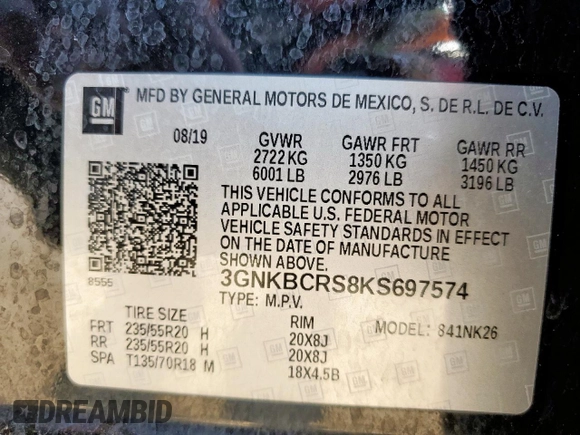 GM
MFD BY GENERAL MOTORS DE MEXICO, S. DE R.L. DE C.V.
08/19 GVWR GAWR FRT GAWR RR
2722 KG 1350 KG 1450 KG
6001 LB 2976 LB 3196 LB
THIS VEHICLE CONFORMS TO ALL
APPLICABLE U.S. FEDERAL MOTOR
VEHICLE SAFETY STANDARDS IN EFFECT
ON THE DATE OF MANUFACTURE
SHOWN ABOVE.
8555
3GNKBCRS8KS697574
TYPE: M.P.V.
TIRE SIZE RIM MODEL: 841NK26
FRT 235/55R20 H 20X8J
RR 235/55R20 H 20X8J
SPA T135/70R18 M 18X4.5B
DREAMBID